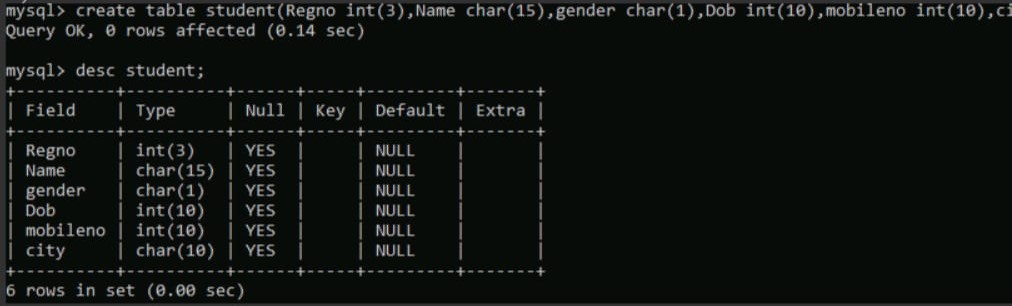 mysql> create table student(Regno int(3),Name char(15),gender char(1),Dob int(10),mobileno int(10),ci
Query OK, 0 rows affected (0.14 sec)
mysql> desc student;
+----------+----------+------+-----+---------+-------+
| Field | Type | Null | Key | Default | Extra |
+----------+----------+------+-----+---------+-------+
| Regno | int(3) | YES | | NULL | |
| Name | char(15) | YES | | NULL | |
| gender | char(1) | YES | | NULL | |
| Dob | int(10) | YES | | NULL | |
| mobileno | int(10) | YES | | NULL | |
| city | char(10) | YES | | NULL | |
+----------+----------+------+-----+---------+-------+
6 rows in set (0.00 sec)